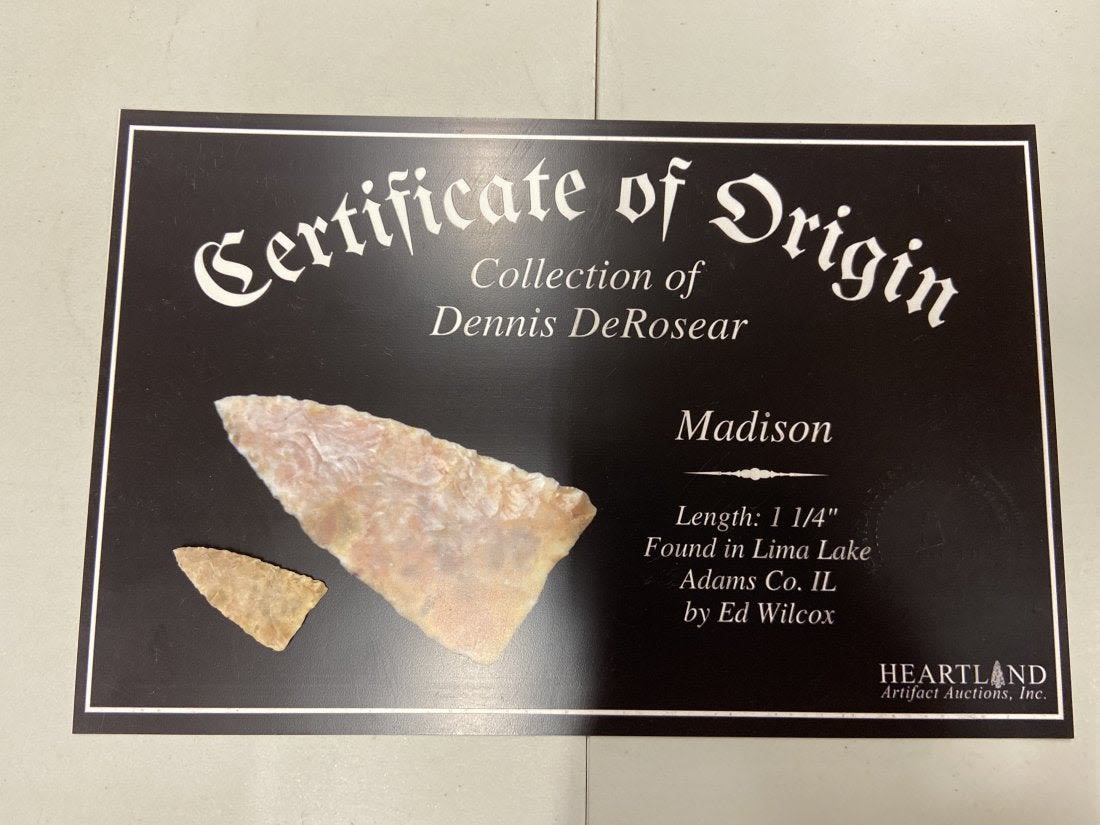 Certificate of Origin
Collection of
Dennis DeRosear
Madison
Length: 1 1/4"
Found in Lima Lake
Adams Co. IL
by Ed Wilcox
HEARTLAND
Artifact Auctions, Inc.